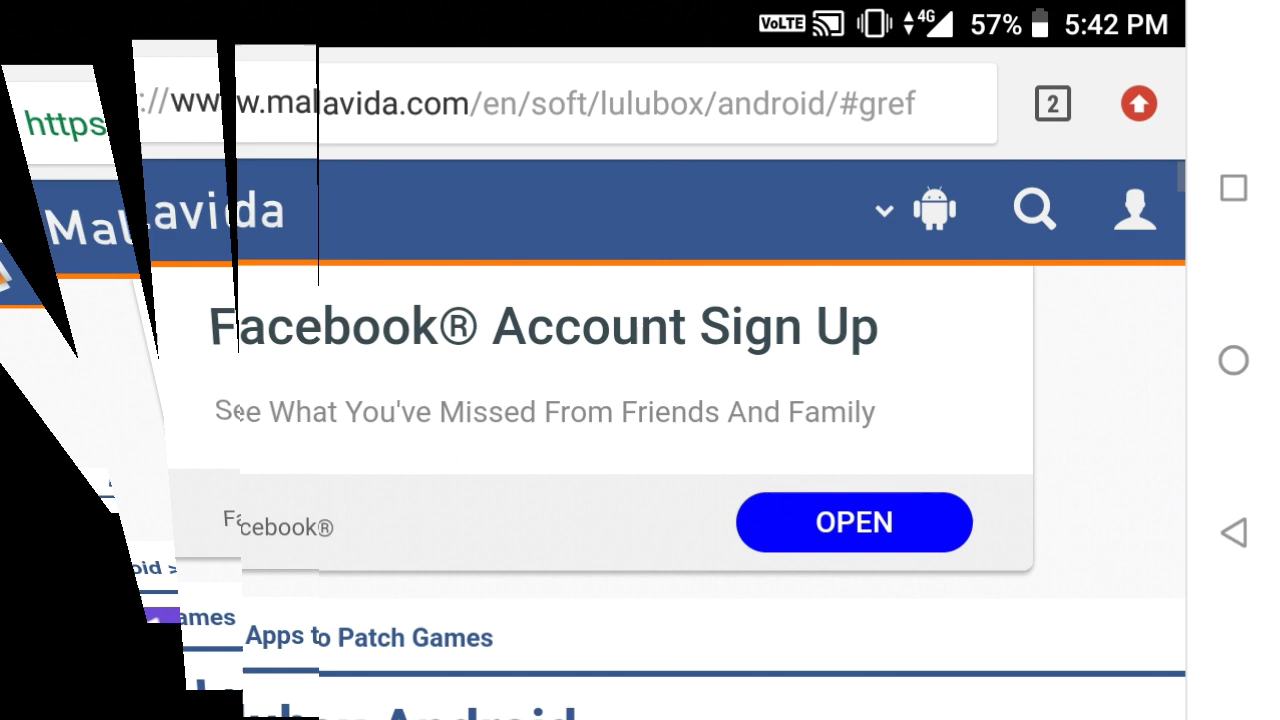 VoLTE 4G 57% 5:42 PM
https://www.malavida.com/en/soft/lulubox/android/#gref 2
Malavida
Facebook® Account Sign Up
See What You've Missed From Friends And Family
Facebook®
OPEN
Apps to Patch Games
Android